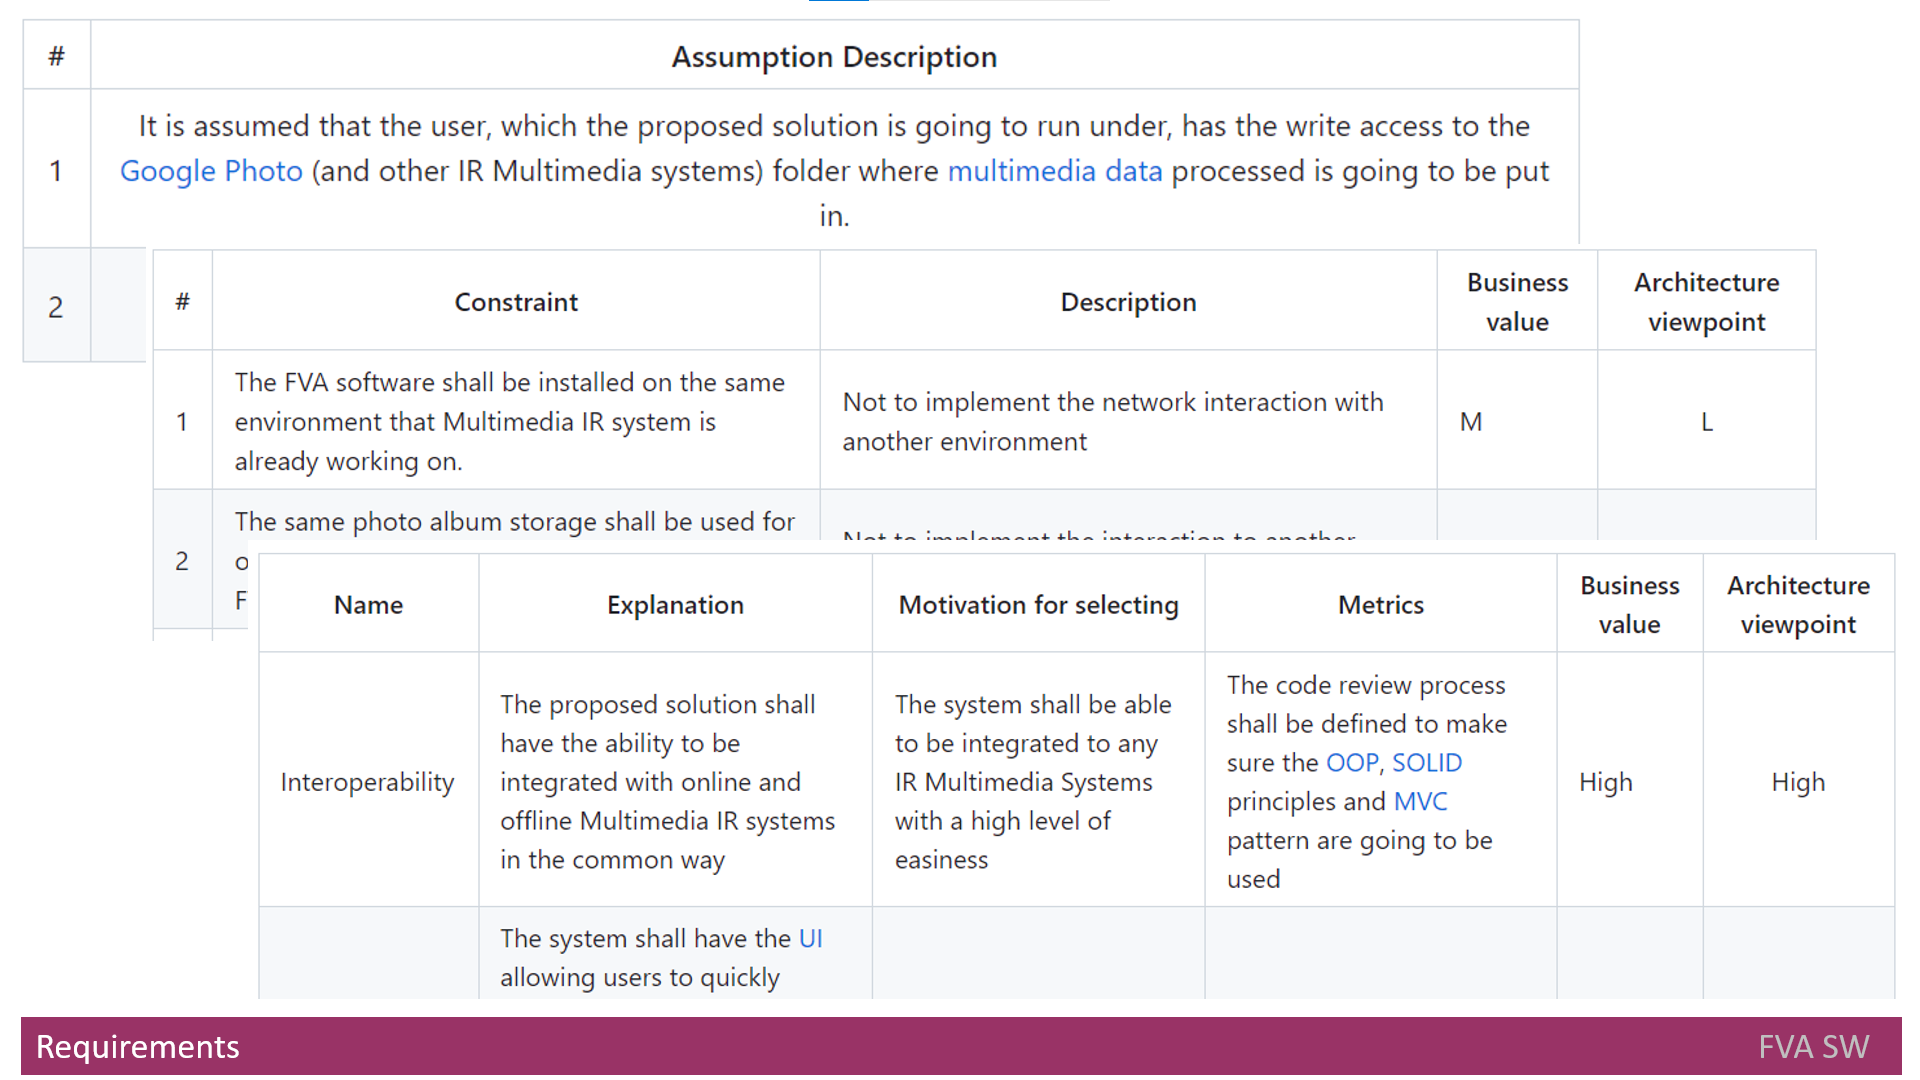 # Assumption Description
1 It is assumed that the user, which the proposed solution is going to run under, has the write access to the
Google Photo (and other IR Multimedia systems) folder where multimedia data processed is going to be put
in.
2
# Constraint Description Business value Architecture viewpoint
1
The FVA software shall be installed on the same
environment that Multimedia IR system is
already working on.
Not to implement the network interaction with
another environment
M
L
2
The same photo album storage shall be used for
Not to implement the interaction to another
Name Explanation Motivation for selecting Metrics Business value Architecture viewpoint
Interoperability
The proposed solution shall
have the ability to be
integrated with online and
offline Multimedia IR systems
in the common way
The system shall be able
to be integrated to any
IR Multimedia Systems
with a high level of
easiness
The code review process
shall be defined to make
sure the OOP, SOLID
principles and MVC
pattern are going to be
used
High
High
The system shall have the UI
allowing users to quickly
Requirements
FVA SW